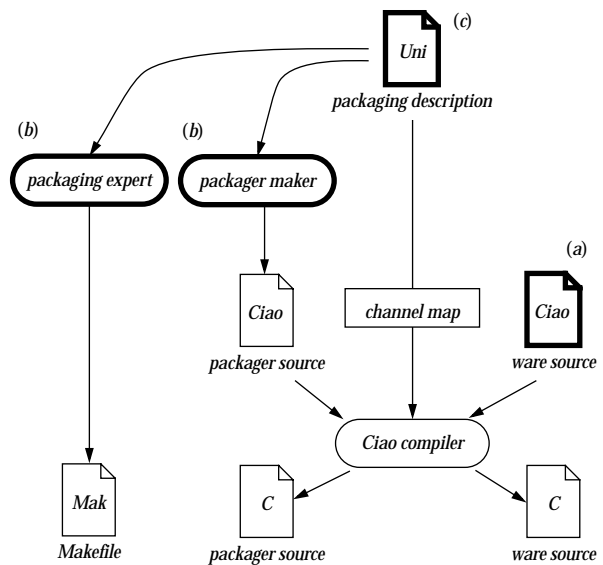 (c)
Uni
packaging description
(b)
(b)
packaging expert
packager maker
(a)
Ciao
channel map
Ciao
packager source
ware source
Ciao compiler
Mak
C
C
Makefile
packager source
ware source